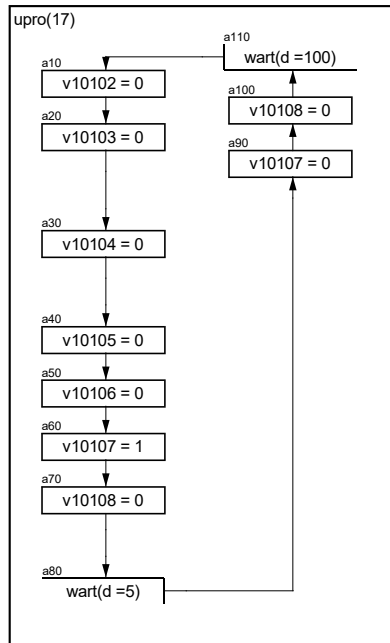 upro(17)
a10
v10102 = 0
a20
v10103 = 0
a30
v10104 = 0
a40
v10105 = 0
a50
v10106 = 0
a60
v10107 = 1
a70
v10108 = 0
a80
wart(d =5)
a90
v10107 = 0
a100
v10108 = 0
a110
wart(d =100)